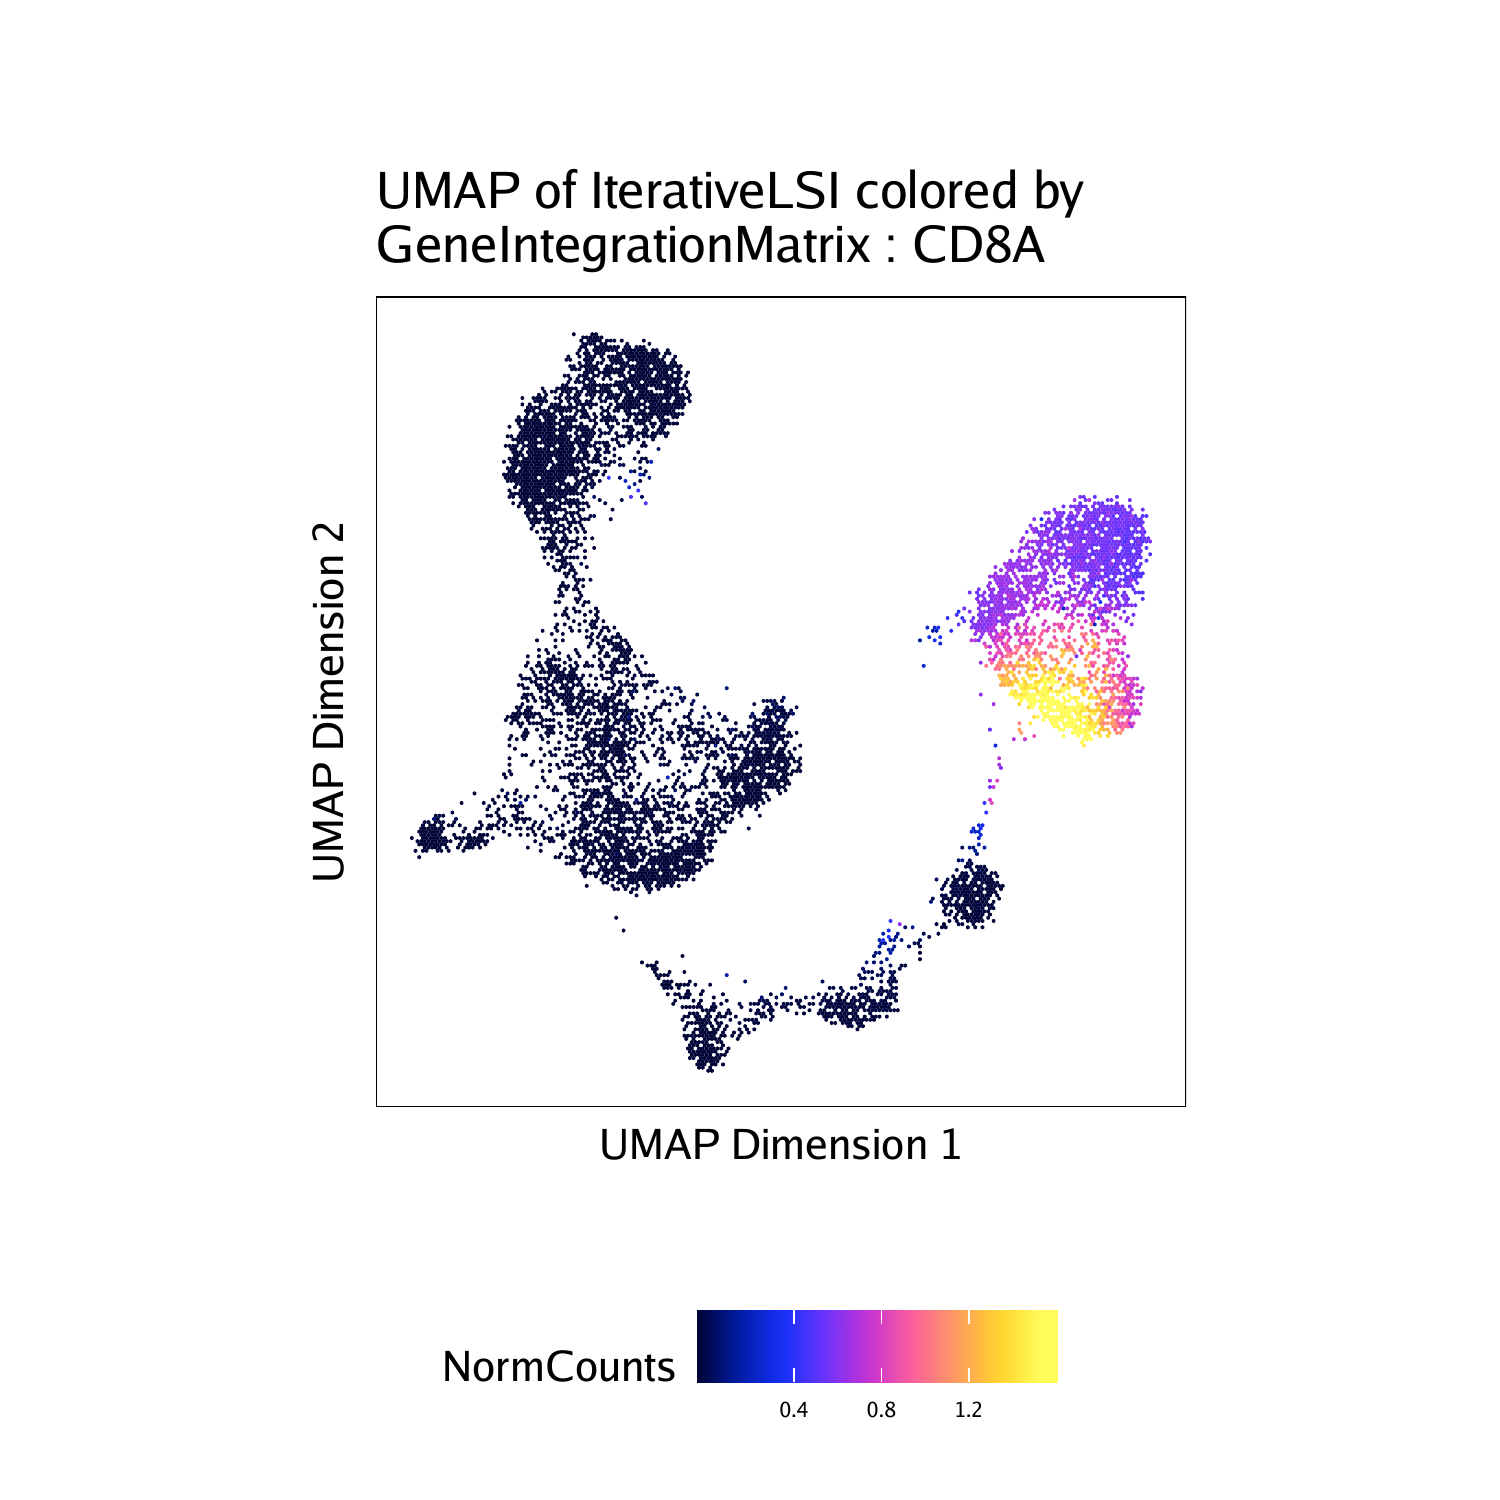 UMAP of IterativeLSI colored by
GeneIntegrationMatrix : CD8A
UMAP Dimension 2
UMAP Dimension 1
NormCounts
0.4 0.8 1.2